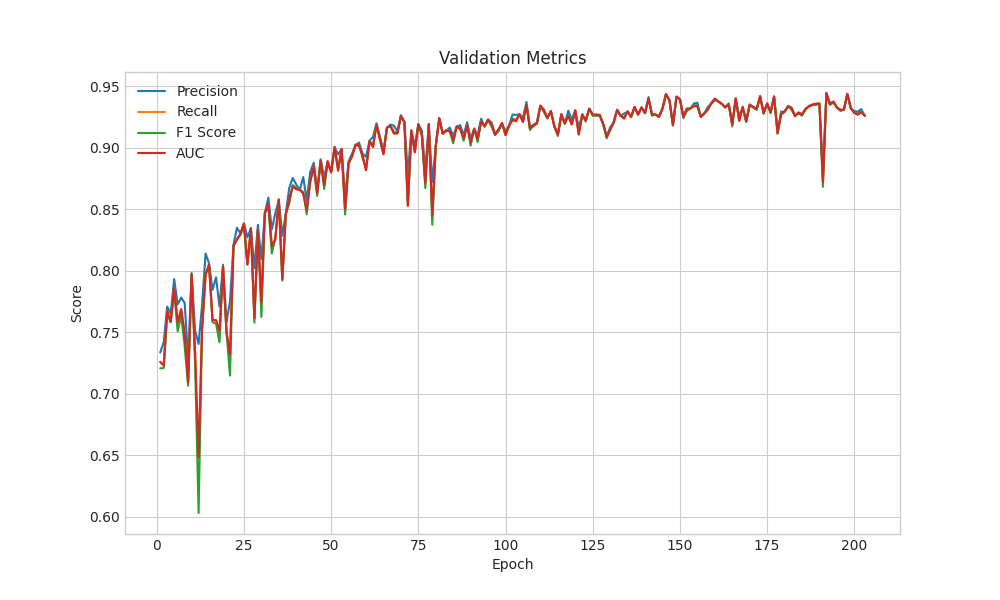 Validation Metrics
Precision
Recall
F1 Score
AUC
Score
0.95
0.90
0.85
0.80
0.75
0.70
0.65
0.60
0 25 50 75 100 125 150 175 200
Epoch